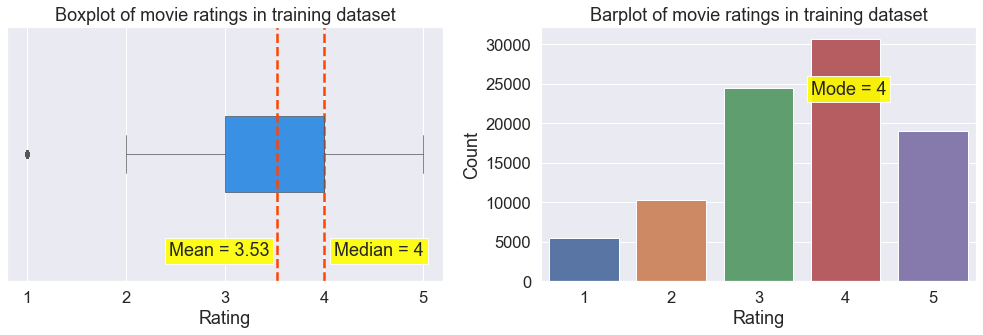 Boxplot of movie ratings in training dataset
Mean = 3.53
Median = 4
1 2 3 4 5
Rating
Barplot of movie ratings in training dataset
30000
25000
20000
15000
10000
5000
0
Count
Mode = 4
1 2 3 4 5
Rating